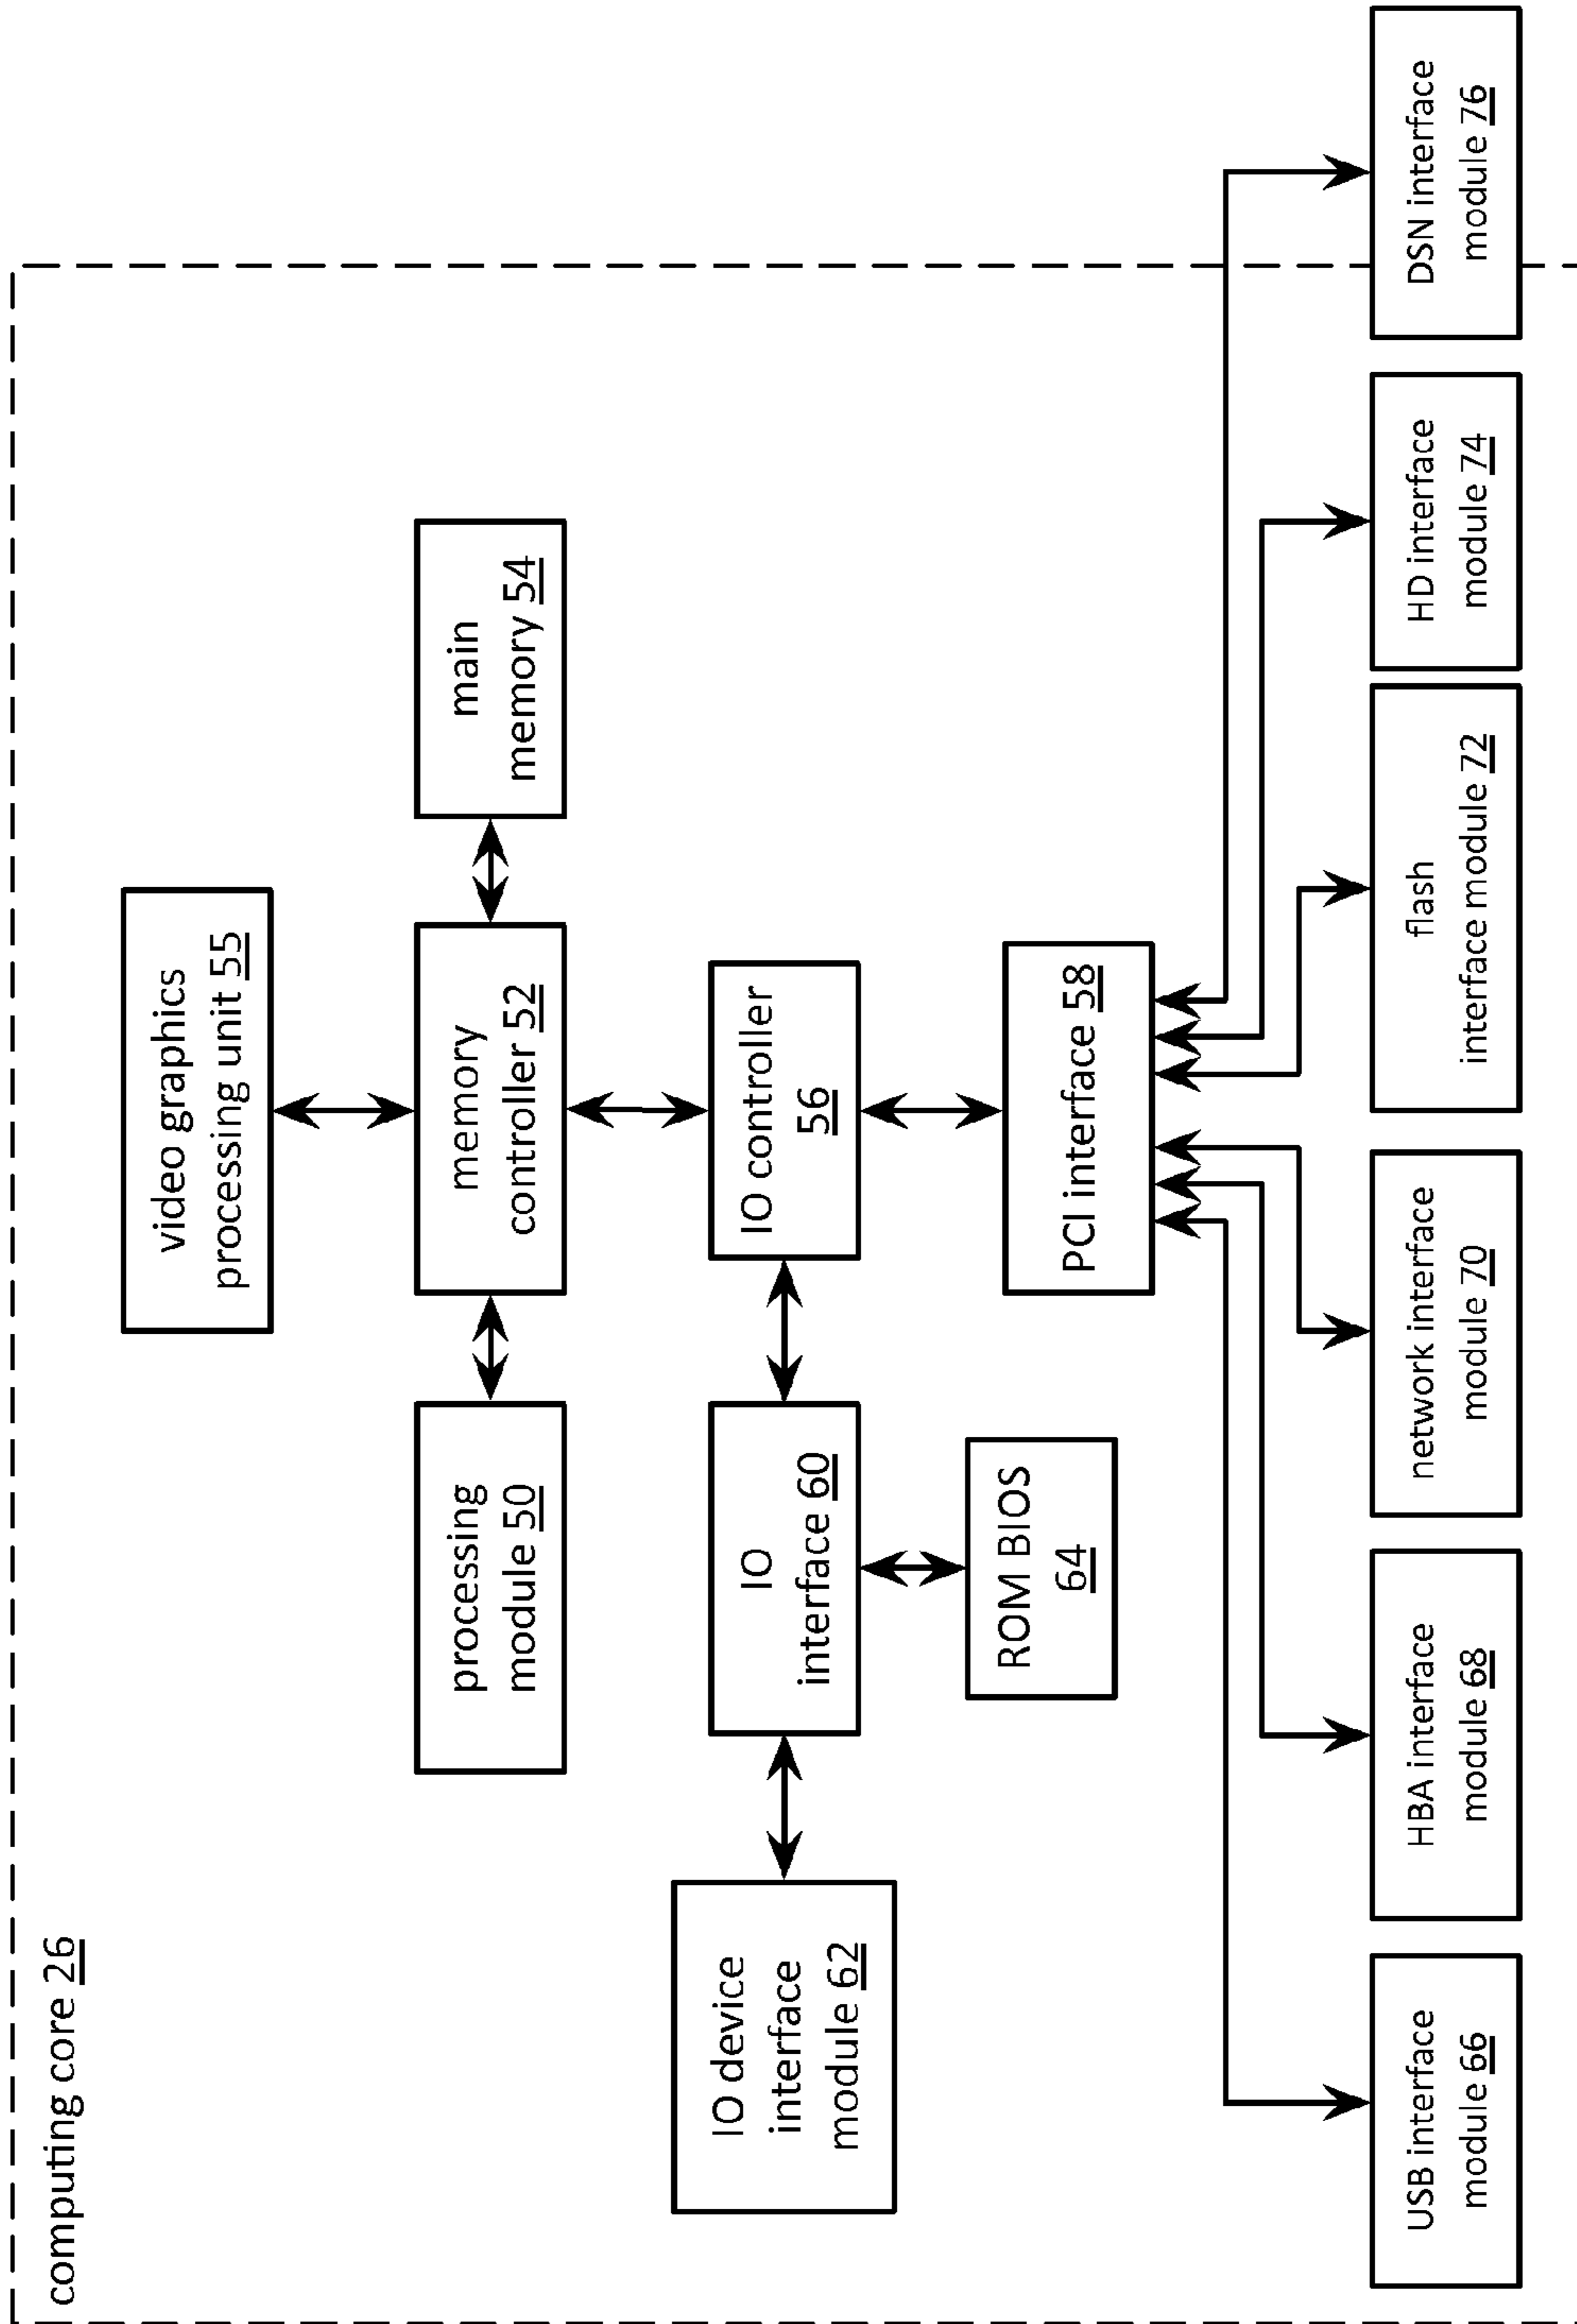 computing core 26
video graphics
processing unit 55
processing
module 50
memory
controller 52
main
memory 54
IO device
interface
module 62
IO
interface 60
IO controller
56
ROM BIOS
64
PCI interface 58
USB interface
module 66
HBA interface
module 68
network interface
module 70
flash
interface module 72
HD interface
module 74
DSN interface
module 76